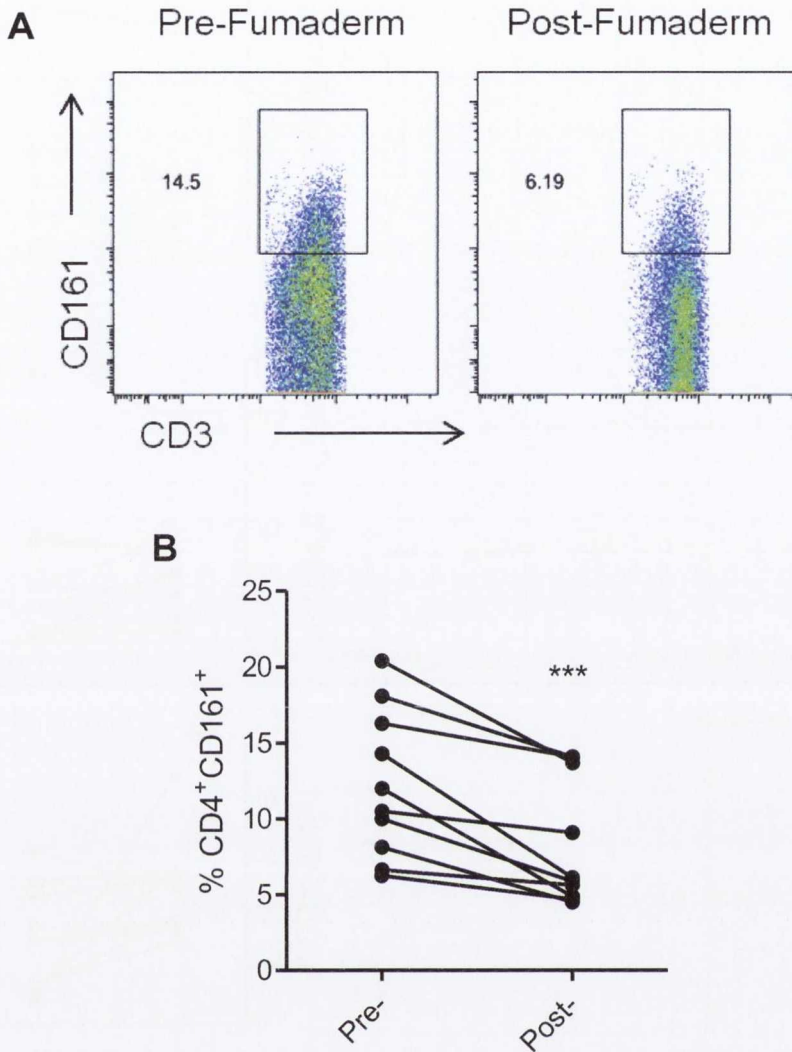 A
Pre-Fumaderm
Post-Fumaderm
14.5
6.19
CD161
CD3
B
25
20
15
10
5
0
% CD4⁺CD161⁺
***
Pre-
Post-